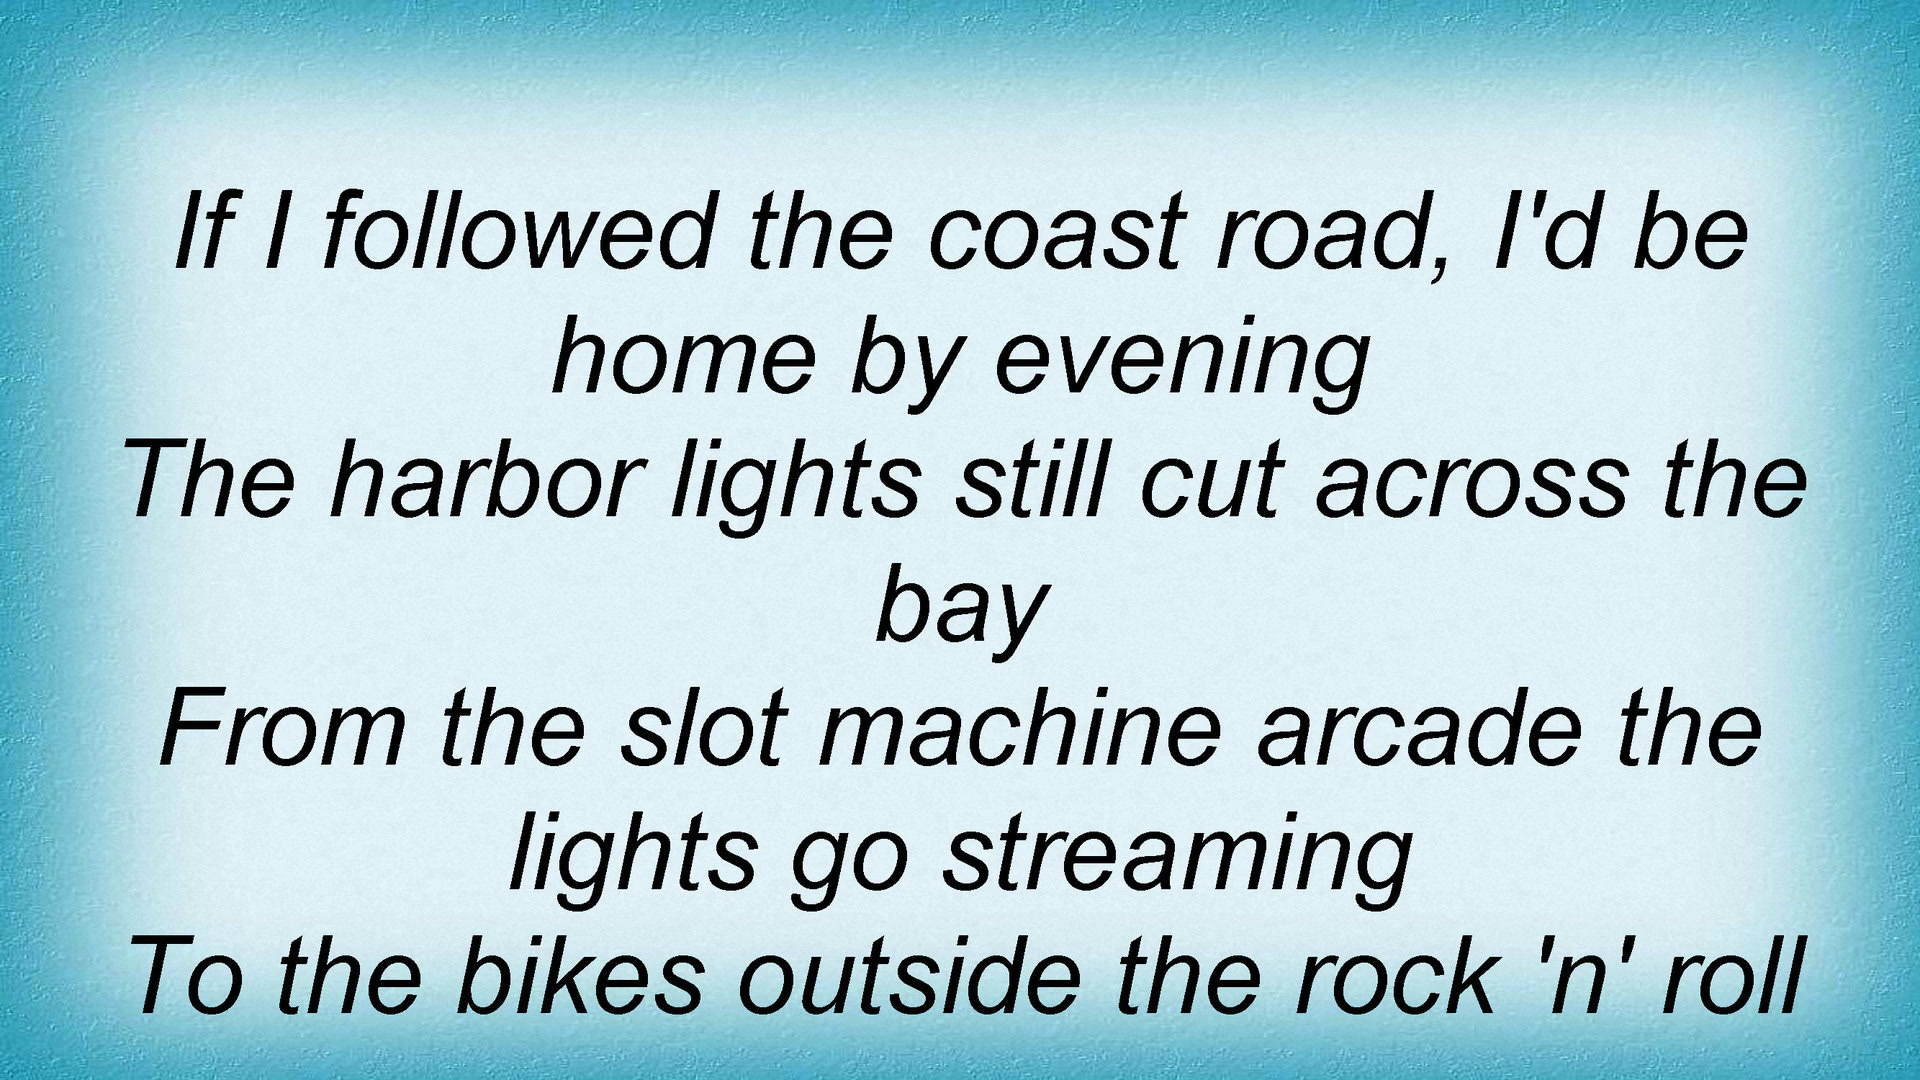 If I followed the coast road, I'd be
home by evening
The harbor lights still cut across the
bay
From the slot machine arcade the
lights go streaming
To the bikes outside the rock 'n' roll